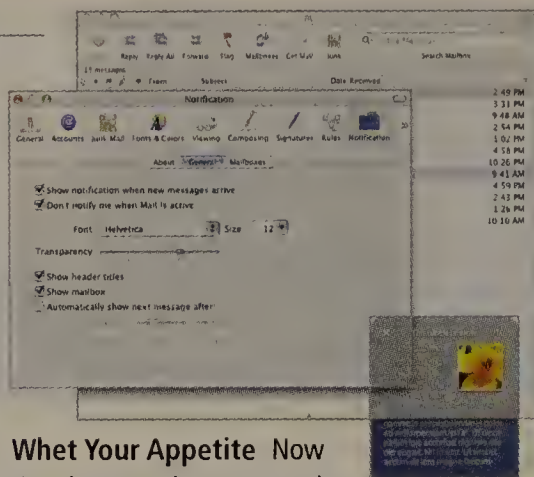 Reply Reply All Forward Flag Mailboxes Get Mail Junk Search Mailbox
13 messages
From Subject Date Received
Notification
General Accounts Junk Mail Fonts & Colors Viewing Composing Signatures Rules Notification
About General Mailboxes
Show notification when new messages arrive
Don't notify me when Mail is active
Font Helvetica Size 12
Transparency
Show header titles
Show mailbox
Automatically show next message after
2 49 PM
3 31 PM
9 48 AM
2 54 PM
1 02 PM
4 58 PM
10 26 PM
9 41 AM
4 59 PM
2 43 PM
1 26 PM
10 10 AM
Whet Your Appetite Now